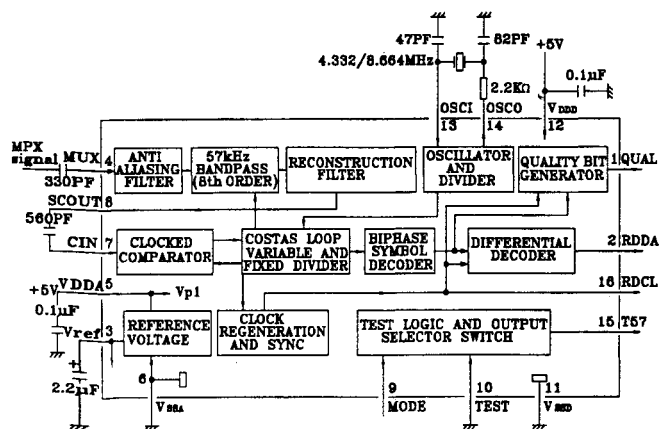 47PF
82PF
+5V
4.332/8.664MHz
0.1µF
2.2KΩ
OSCI
OSCO
VDDD
13
14
12
MPX
signal
MUX
4
330PF
ANTI
ALIASING
FILTER
57kHz
BANDPASS
(8th ORDER)
RECONSTRUCTION
FILTER
OSCILLATOR
AND
DIVIDER
QUALITY BIT
GENERATOR
1
QUAL
SCOUT
8
560PF
CIN
7
CLOCKED
COMPARATOR
COSTAS LOOP
VARIABLE AND
FIXED DIVIDER
BIPHASE
SYMBOL
DECODER
DIFFERENTIAL
DECODER
2
RDDA
16
RDCL
+5V
VDDA
5
Vp1
0.1µF
Vref
3
REFERENCE
VOLTAGE
CLOCK
REGENERATION
AND SYNC
TEST LOGIC AND OUTPUT
SELECTOR SWITCH
15
T57
2.2µF
+
6
VSSA
9
MODE
10
TEST
11
VSSD